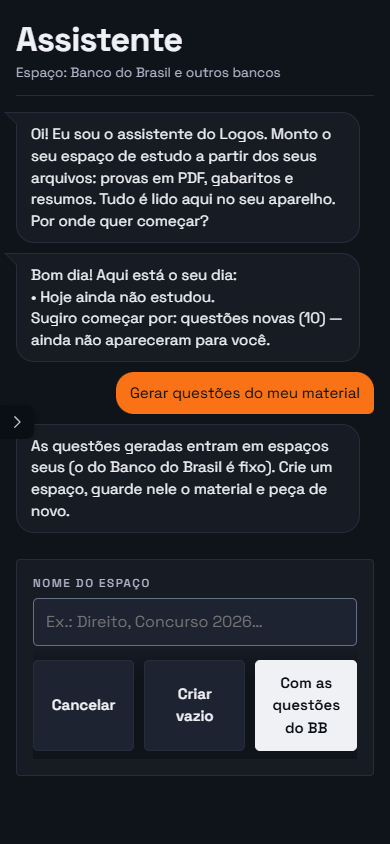 Assistente
Espaço: Banco do Brasil e outros bancos
Oi! Eu sou o assistente do Logos. Monto o
seu espaço de estudo a partir dos seus
arquivos: provas em PDF, gabaritos e
resumos. Tudo é lido aqui no seu aparelho.
Por onde quer começar?
Bom dia! Aqui está o seu dia:
• Hoje ainda não estudou.
Sugiro começar por: questões novas (10) —
ainda não apareceram para você.
Gerar questões do meu material
As questões geradas entram em espaços
seus (o do Banco do Brasil é fixo). Crie um
espaço, guarde nele o material e peça de
novo.
NOME DO ESPAÇO
Ex.: Direito, Concurso 2026…
Cancelar
Criar
vazio
Com as
questões
do BB